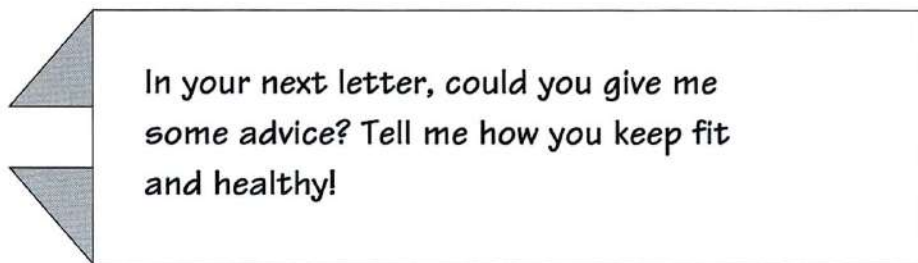 In your next letter, could you give me
some advice? Tell me how you keep fit
and healthy!